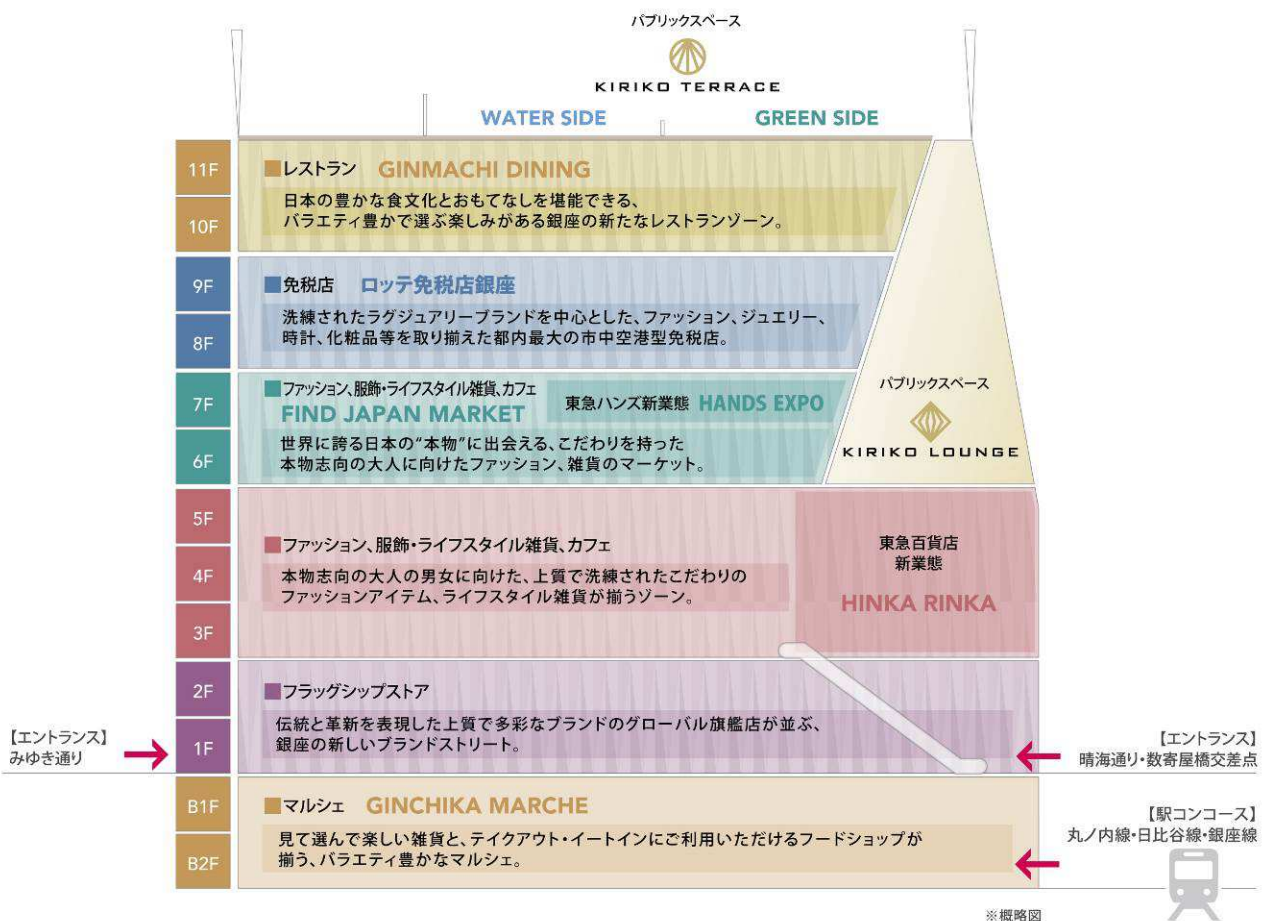 パブリックスペース
KIRIKO TERRACE
WATER SIDE
GREEN SIDE
11F
10F
■レストラン GINMACHI DINING
日本の豊かな食文化とおもてなしを堪能できる、
バラエティ豊かで選ぶ楽しみがある銀座の新たなレストランゾーン。
9F
8F
■免税店 ロッテ免税店銀座
洗練されたラグジュアリーブランドを中心とした、ファッション、ジュエリー、
時計、化粧品等を取り揃えた都内最大の市中空港型免税店。
7F
6F
■ファッション、服飾・ライフスタイル雑貨、カフェ
FIND JAPAN MARKET
東急ハンズ新業態 HANDS EXPO
世界に誇る日本の“本物”に出会える、こだわりを持った
本物志向の大人に向けたファッション、雑貨のマーケット。
パブリックスペース
KIRIKO LOUNGE
5F
4F
3F
■ファッション、服飾・ライフスタイル雑貨、カフェ
本物志向の大人の男女に向けた、上質で洗練されたこだわりの
ファッションアイテム、ライフスタイル雑貨が揃うゾーン。
東急百貨店
新業態
HINKA RINKA
2F
1F
■フラッグシップストア
伝統と革新を表現した上質で多彩なブランドのグローバル旗艦店が並ぶ、
銀座の新しいブランドストリート。
【エントランス】
みゆき通り
【エントランス】
晴海通り・数寄屋橋交差点
B1F
B2F
■マルシェ GINCHIKA MARCHE
見て選んで楽しい雑貨と、テイクアウト・イートインにご利用いただけるフードショップが
揃う、バラエティ豊かなマルシェ。
【駅コンコース】
丸ノ内線・日比谷線・銀座線
※概略図